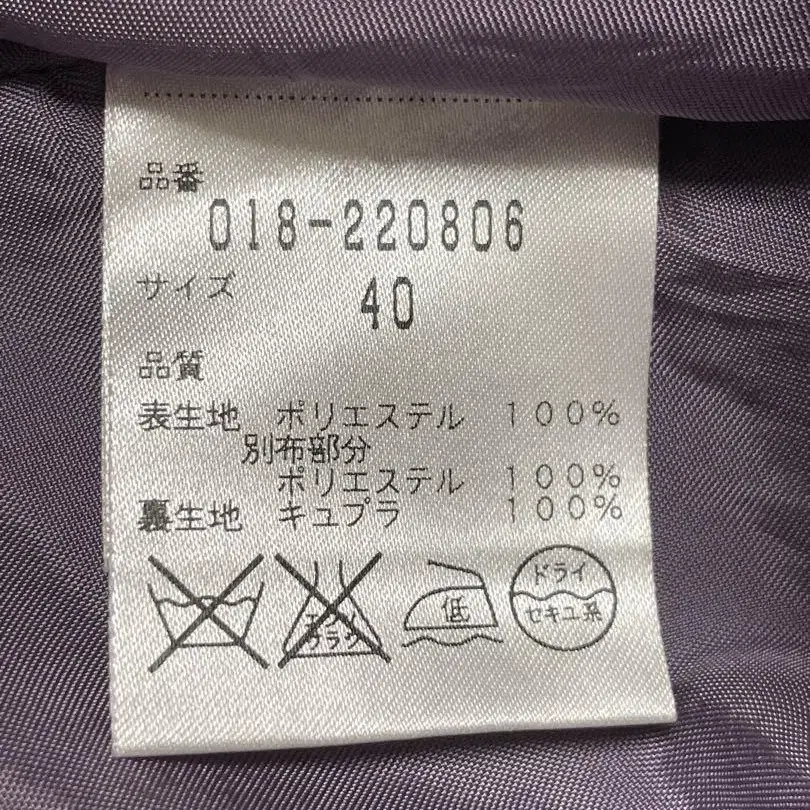 品番
018-220806
サイズ 40
品質
表生地 ポリエステル 100%
別布部分
ポリエステル 100%
裏生地 キュプラ 100%
エンソ
サラシ
低
ドライ
セキユ系